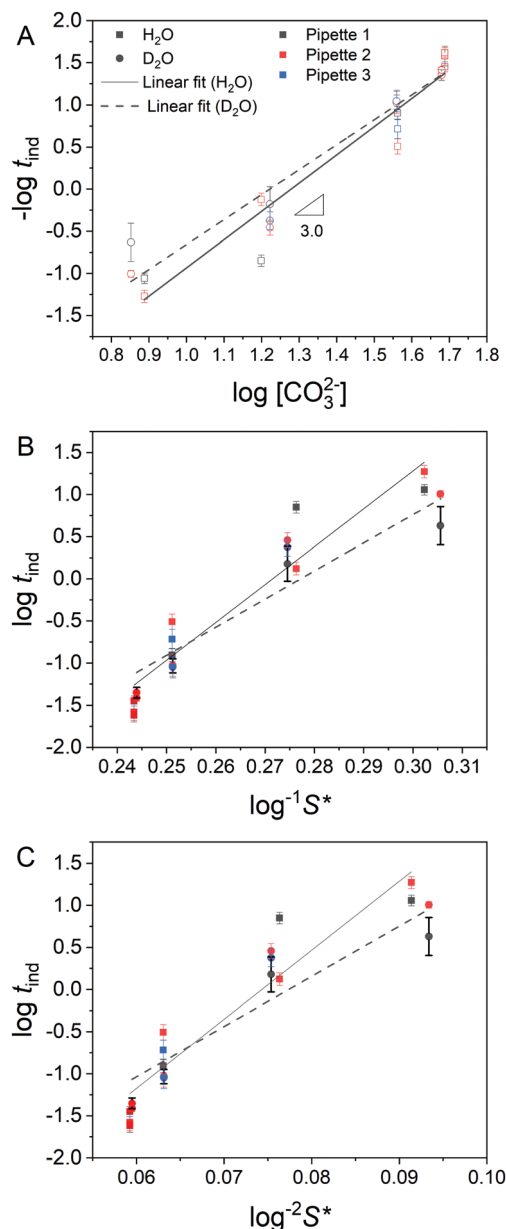 A
H₂O
D₂O
Linear fit (H₂O)
Linear fit (D₂O)
Pipette 1
Pipette 2
Pipette 3
-log t_ind
1.5
1.0
0.5
0.0
-0.5
-1.0
-1.5
3.0
0.8 0.9 1.0 1.1 1.2 1.3 1.4 1.5 1.6 1.7 1.8
log [CO₃²⁻]
B
log t_ind
1.5
1.0
0.5
0.0
-0.5
-1.0
-1.5
-2.0
0.24 0.25 0.26 0.27 0.28 0.29 0.30 0.31
log⁻¹S*
C
log t_ind
1.5
1.0
0.5
0.0
-0.5
-1.0
-1.5
-2.0
0.06 0.07 0.08 0.09 0.10
log⁻²S*